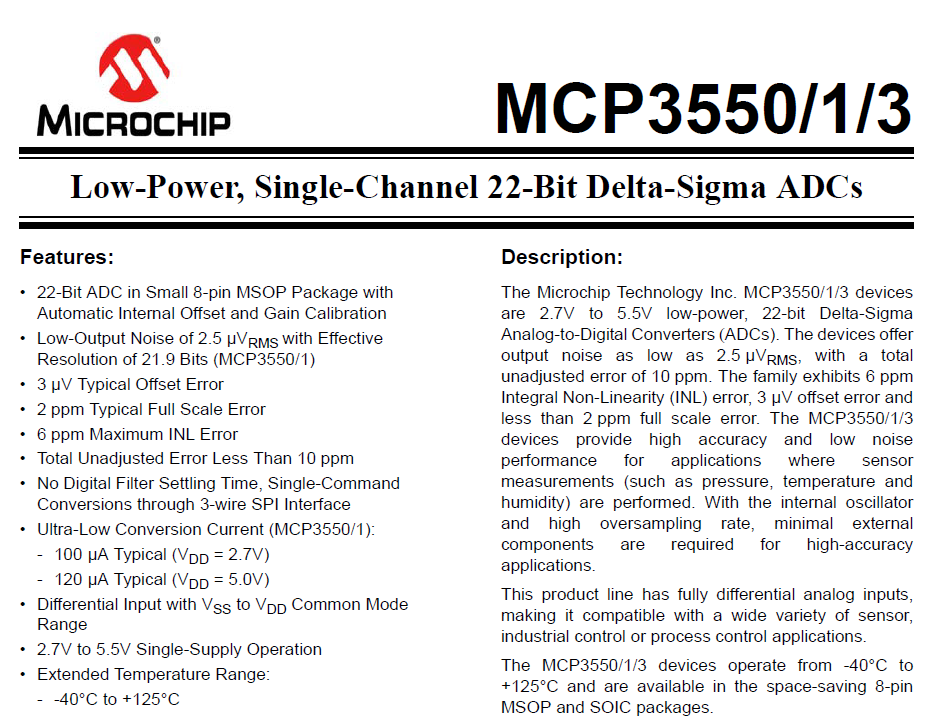 MICROCHIP
®
MCP3550/1/3
Low-Power, Single-Channel 22-Bit Delta-Sigma ADCs
Features:
• 22-Bit ADC in Small 8-pin MSOP Package with
Automatic Internal Offset and Gain Calibration
• Low-Output Noise of 2.5 µVRMS with Effective
Resolution of 21.9 Bits (MCP3550/1)
• 3 µV Typical Offset Error
• 2 ppm Typical Full Scale Error
• 6 ppm Maximum INL Error
• Total Unadjusted Error Less Than 10 ppm
• No Digital Filter Settling Time, Single-Command
Conversions through 3-wire SPI Interface
• Ultra-Low Conversion Current (MCP3550/1):
- 100 µA Typical (VDD = 2.7V)
- 120 µA Typical (VDD = 5.0V)
• Differential Input with VSS to VDD Common Mode
Range
• 2.7V to 5.5V Single-Supply Operation
• Extended Temperature Range:
- -40°C to +125°C
Description:
The Microchip Technology Inc. MCP3550/1/3 devices
are 2.7V to 5.5V low-power, 22-bit Delta-Sigma
Analog-to-Digital Converters (ADCs). The devices offer
output noise as low as 2.5 µVRMS, with a total
unadjusted error of 10 ppm. The family exhibits 6 ppm
Integral Non-Linearity (INL) error, 3 µV offset error and
less than 2 ppm full scale error. The MCP3550/1/3
devices provide high accuracy and low noise
performance for applications where sensor
measurements (such as pressure, temperature and
humidity) are performed. With the internal oscillator
and high oversampling rate, minimal external
components are required for high-accuracy
applications.
This product line has fully differential analog inputs,
making it compatible with a wide variety of sensor,
industrial control or process control applications.
The MCP3550/1/3 devices operate from -40°C to
+125°C and are available in the space-saving 8-pin
MSOP and SOIC packages.